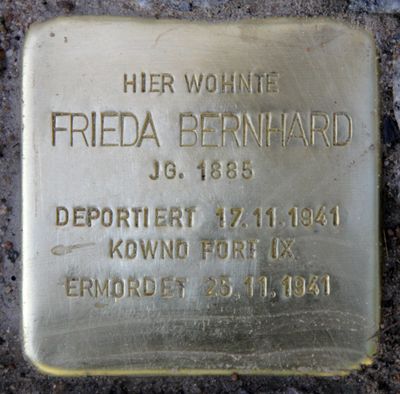 HIER WOHNTE
FRIEDA BERNHARD
JG. 1885
DEPORTIERT 17.11.1941
KOWNO FORT IX
ERMORDET 25.11.1941